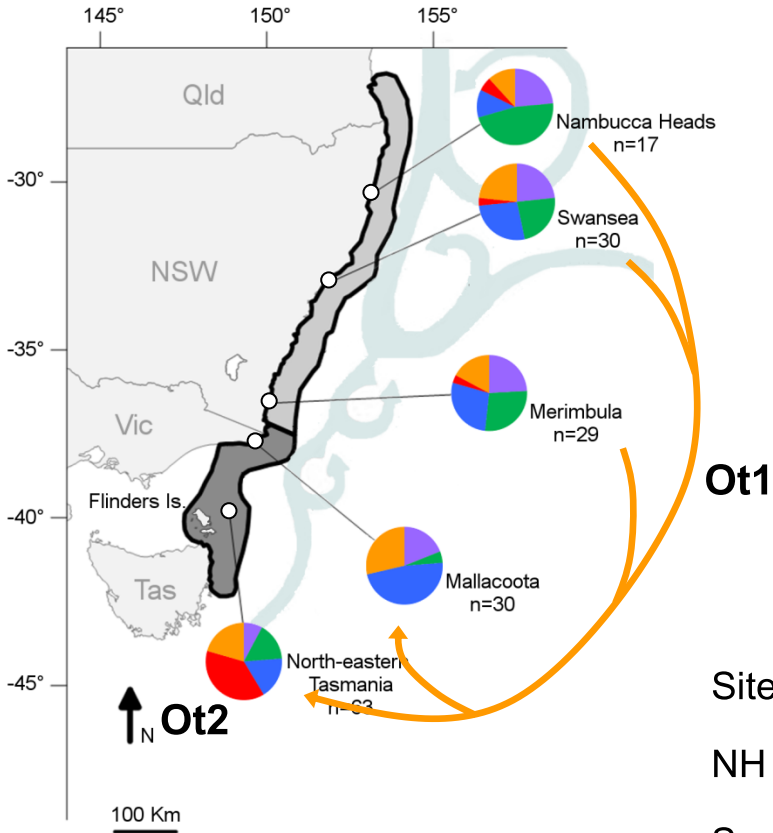 145°
150°
155°
Qld
Nambucca Heads
n=17
-30°
Swansea
n=30
NSW
-35°
Merimbula
n=29
Vic
Ot1
Flinders Is.
-40°
Mallacoota
n=30
Tas
North-eastern
Tasmania
n=63
-45°
Site
Ot2
N
NH
100 Km